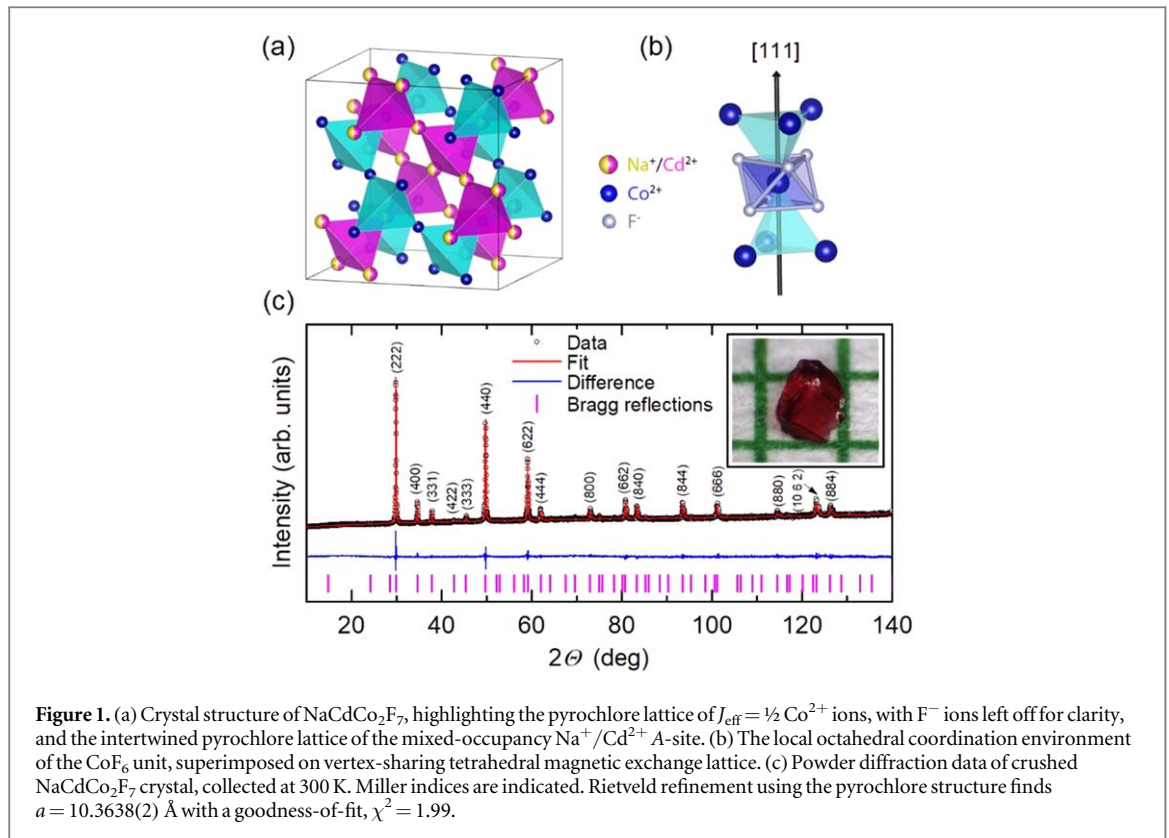 (a)
(b)
[111]
Na⁺/Cd²⁺
Co²⁺
F⁻
(c)
Intensity (arb. units)
Data
Fit
Difference
Bragg reflections
(222)
(400)
(331)
(422)
(333)
(440)
(622)
(444)
(800)
(662)
(840)
(844)
(666)
(880)
(10 6 2)
(884)
20 40 60 80 100 120 140
2Θ (deg)
Figure 1. (a) Crystal structure of NaCdCo₂F₇, highlighting the pyrochlore lattice of J_eff = ½ Co²⁺ ions, with F⁻ ions left off for clarity,
and the intertwined pyrochlore lattice of the mixed-occupancy Na⁺/Cd²⁺ A-site. (b) The local octahedral coordination environment
of the CoF₆ unit, superimposed on vertex-sharing tetrahedral magnetic exchange lattice. (c) Powder diffraction data of crushed
NaCdCo₂F₇ crystal, collected at 300 K. Miller indices are indicated. Rietveld refinement using the pyrochlore structure finds
a = 10.3638(2) Å with a goodness-of-fit, χ² = 1.99.